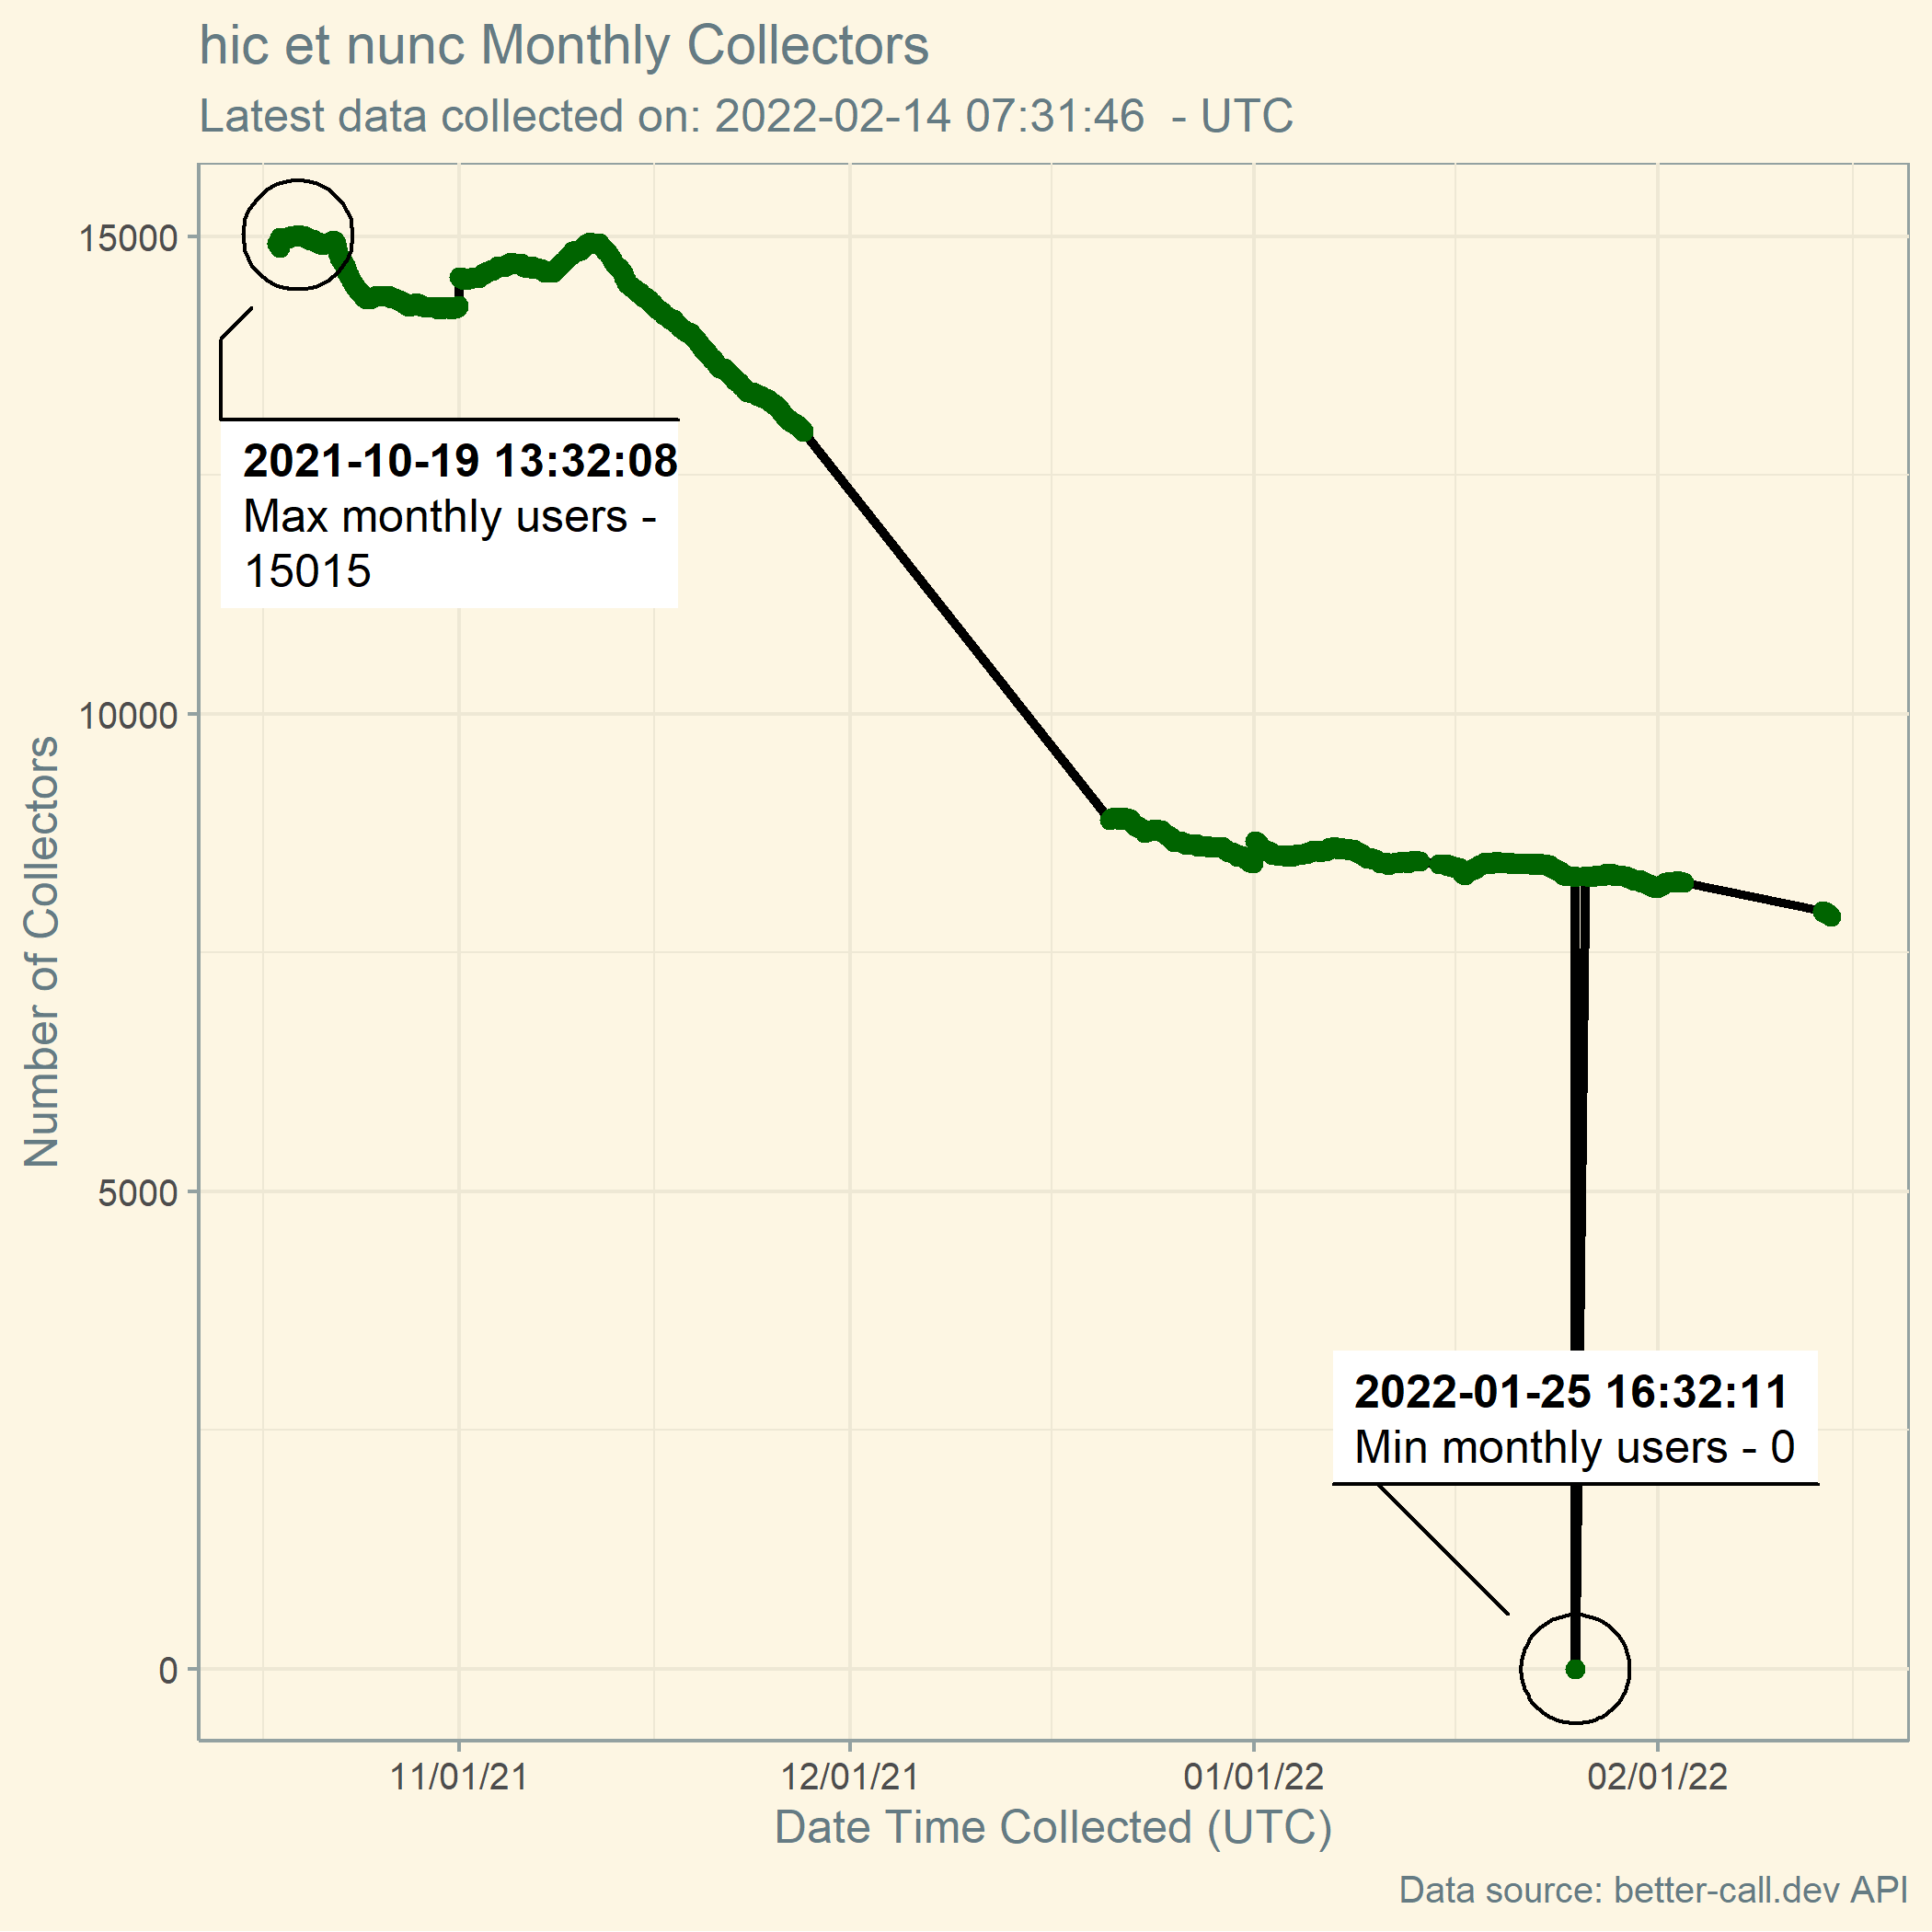 hic et nunc Monthly Collectors
Latest data collected on: 2022-02-14 07:31:46  - UTC
Number of Collectors
15000
10000
5000
0
2021-10-19 13:32:08
Max monthly users -
15015
2022-01-25 16:32:11
Min monthly users - 0
11/01/21
12/01/21
01/01/22
02/01/22
Date Time Collected (UTC)
Data source: better-call.dev API